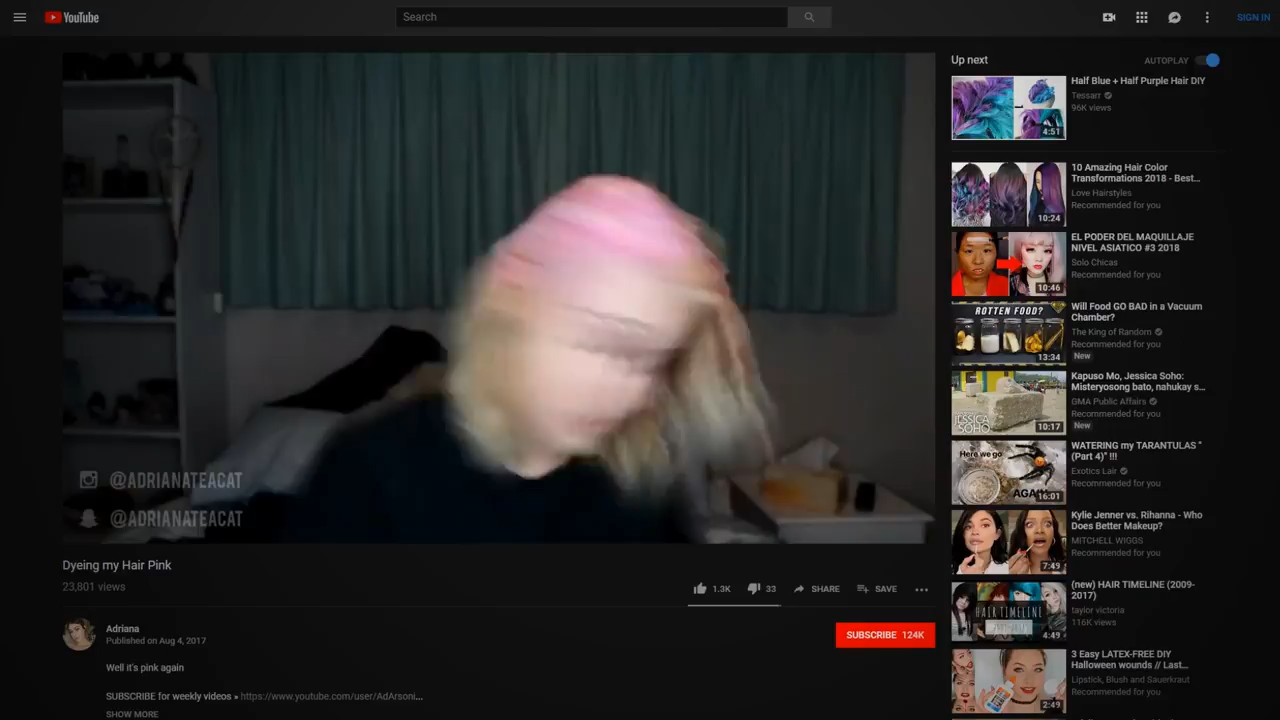 YouTube
Search
SIGN IN
@ADRIANATEACAT
@ADRIANATEACAT
Dyeing my Hair Pink
23,801 views
1.3K
33
SHARE
SAVE
Adriana
Published on Aug 4, 2017
SUBSCRIBE 124K
Well it's pink again
SUBSCRIBE for weekly videos » https://www.youtube.com/user/AdArsoni...
SHOW MORE
Up next
AUTOPLAY
4:51
Half Blue + Half Purple Hair DIY
Tessarr
96K views
10:24
10 Amazing Hair Color
Transformations 2018 - Best...
Love Hairstyles
Recommended for you
10:46
EL PODER DEL MAQUILLAJE
NIVEL ASIATICO #3 2018
Solo Chicas
Recommended for you
ROTTEN FOOD?
13:34
Will Food GO BAD in a Vacuum
Chamber?
The King of Random
Recommended for you
New
JESSICA
SOHO
10:17
Kapuso Mo, Jessica Soho:
Misteryosong bato, nahukay s...
GMA Public Affairs
Recommended for you
New
Here we go
AGAIN
16:01
WATERING my TARANTULAS "
(Part 4)" !!!
Exotics Lair
Recommended for you
7:49
Kylie Jenner vs. Rihanna - Who
Does Better Makeup?
MITCHELL WIGGS
Recommended for you
HAIR TIMELINE
4:49
(new) HAIR TIMELINE (2009-
2017)
taylor victoria
116K views
2:49
3 Easy LATEX-FREE DIY
Halloween wounds // Last...
Lipstick, Blush and Sauerkraut
Recommended for you